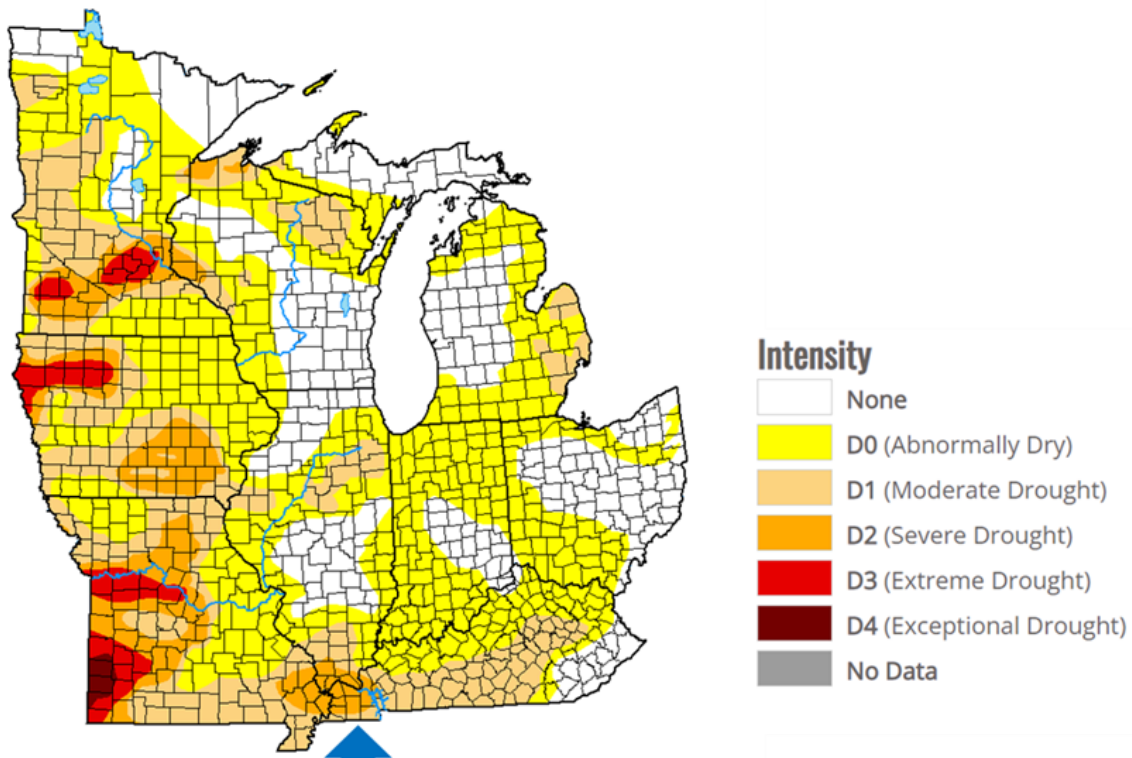 Intensity
None
D0 (Abnormally Dry)
D1 (Moderate Drought)
D2 (Severe Drought)
D3 (Extreme Drought)
D4 (Exceptional Drought)
No Data